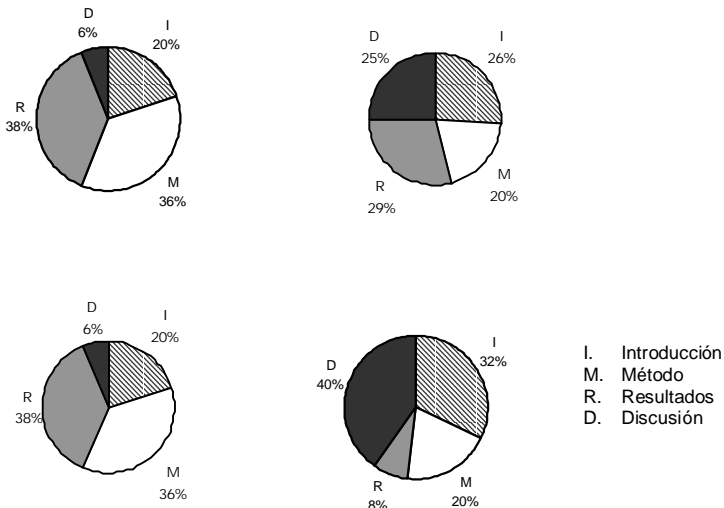 D
6%
I
20%
R
38%
M
36%
D
25%
I
26%
R
29%
M
20%
D
6%
I
20%
R
38%
M
36%
D
40%
I
32%
R
8%
M
20%
I. Introducción
M. Método
R. Resultados
D. Discusión